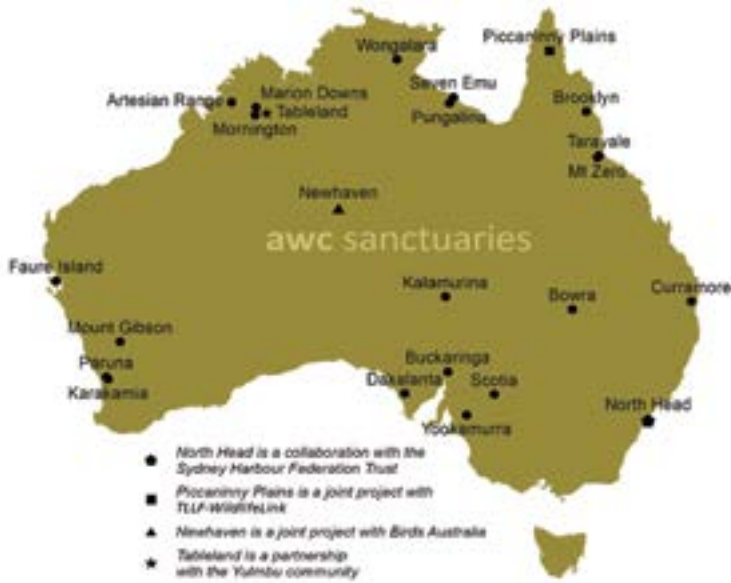 Wongalara
Piccaninny Plains
Artesian Range
Marion Downs
Tableland
Mornington
Seven Emu
Pungalina
Brooklyn
Taravale
Mt Zero
Newhaven
awc sanctuaries
Faure Island
Kalamurina
Bowra
Curramore
Mount Gibson
Paruna
Karakamia
Buckaringa
Dakalanta
Scotia
Yookamurra
North Head
North Head is a collaboration with the
Sydney Harbour Federation Trust
Piccaninny Plains is a joint project with
TLLF-WildlifeLink
Newhaven is a joint project with Birds Australia
Tableland is a partnership
with the Yulmbu community